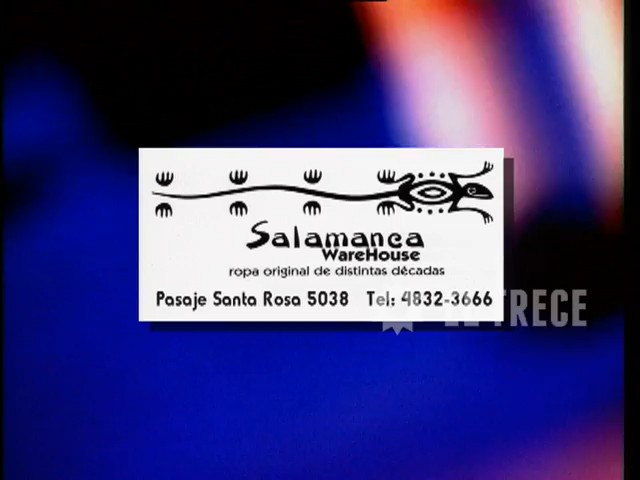 Salamanca
WareHouse
ropa original de distintas décadas
Pasaje Santa Rosa 5038 Tel: 4832-3666
EL TRECE